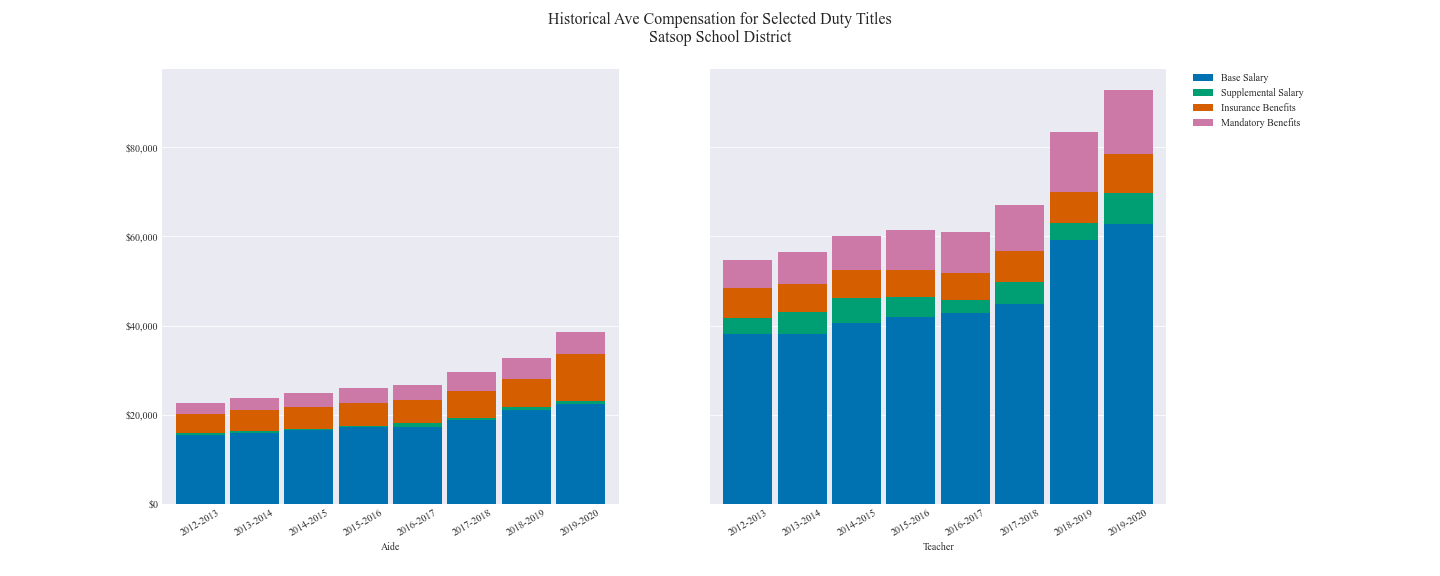 Historical Ave Compensation for Selected Duty Titles
Satsop School District
Base Salary
Supplemental Salary
Insurance Benefits
Mandatory Benefits
$80,000
$60,000
$40,000
$20,000
$0
2012-2013
2013-2014
2014-2015
2015-2016
2016-2017
2017-2018
2018-2019
2019-2020
Aide
2012-2013
2013-2014
2014-2015
2015-2016
2016-2017
2017-2018
2018-2019
2019-2020
Teacher